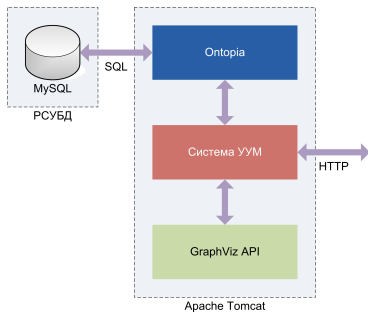 Ontopia
MySQL
SQL
РСУБД
Система УУМ
HTTP
GraphViz API
Apache Tomcat